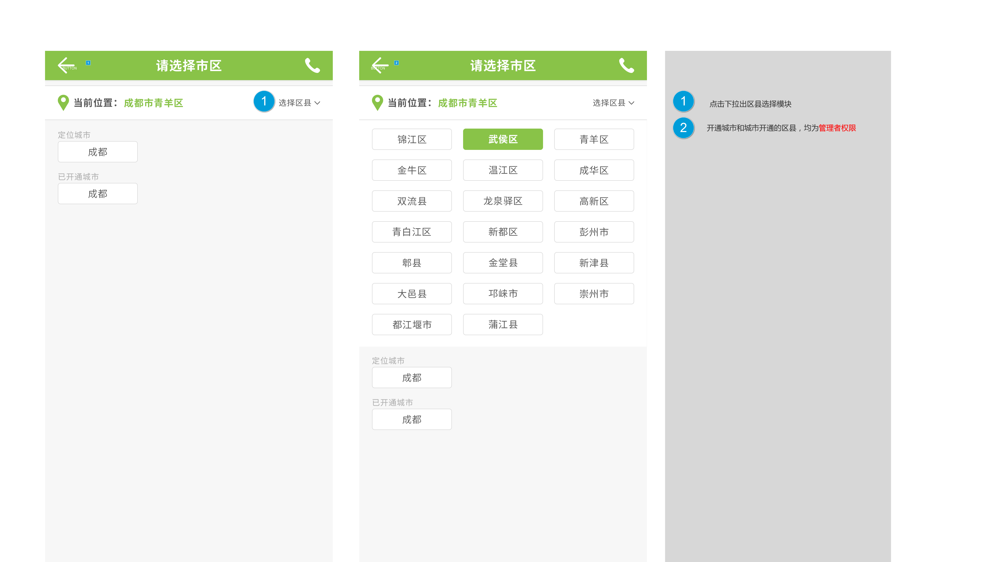 BUTTON
1
请选择市区
当前位置：成都市青羊区
1
选择区县
定位城市
成都
已开通城市
成都
BUTTON
2
请选择市区
当前位置：成都市青羊区
选择区县
锦江区 武侯区 青羊区
金牛区 温江区 成华区
双流县 龙泉驿区 高新区
青白江区 新都区 彭州市
郫县 金堂县 新津县
大邑县 邛崃市 崇州市
都江堰市 蒲江县
定位城市
成都
已开通城市
成都
1 点击下拉出区县选择模块
2 开通城市和城市开通的区县，均为管理者权限